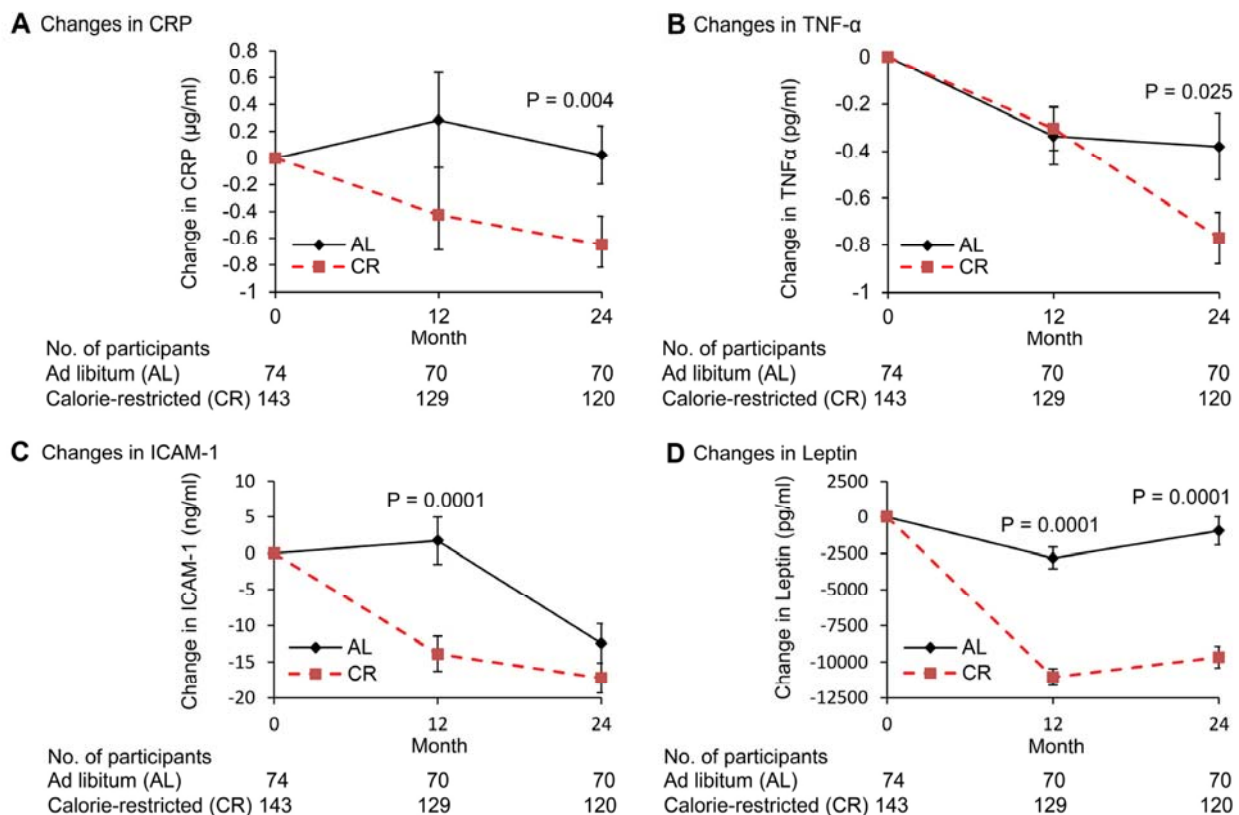 A Changes in CRP
Change in CRP (µg/ml)
0.8
0.6
0.4
0.2
0
-0.2
-0.4
-0.6
-0.8
-1
P = 0.004
AL
CR
0 12 24
Month
No. of participants
Ad libitum (AL) 74 70 70
Calorie-restricted (CR) 143 129 120
B Changes in TNF-α
Change in TNFα (pg/ml)
0
-0.2
-0.4
-0.6
-0.8
-1
P = 0.025
AL
CR
0 12 24
Month
No. of participants
Ad libitum (AL) 74 70 70
Calorie-restricted (CR) 143 129 120
C Changes in ICAM-1
Change in ICAM-1 (ng/ml)
10
5
0
-5
-10
-15
-20
P = 0.0001
AL
CR
0 12 24
Month
No. of participants
Ad libitum (AL) 74 70 70
Calorie-restricted (CR) 143 129 120
D Changes in Leptin
Change in Leptin (pg/ml)
2500
0
-2500
-5000
-7500
-10000
-12500
P = 0.0001
P = 0.0001
AL
CR
0 12 24
Month
No. of participants
Ad libitum (AL) 74 70 70
Calorie-restricted (CR) 143 129 120